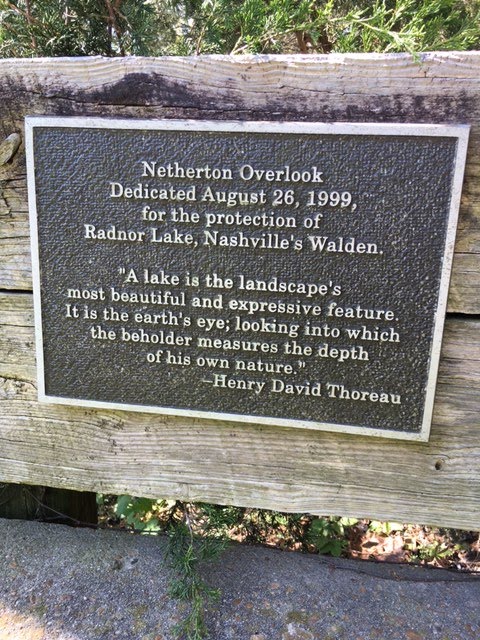 Netherton Overlook
Dedicated August 26, 1999,
for the protection of
Radnor Lake, Nashville's Walden.
"A lake is the landscape's
most beautiful and expressive feature.
It is the earth's eye; looking into which
the beholder measures the depth
of his own nature."
—Henry David Thoreau